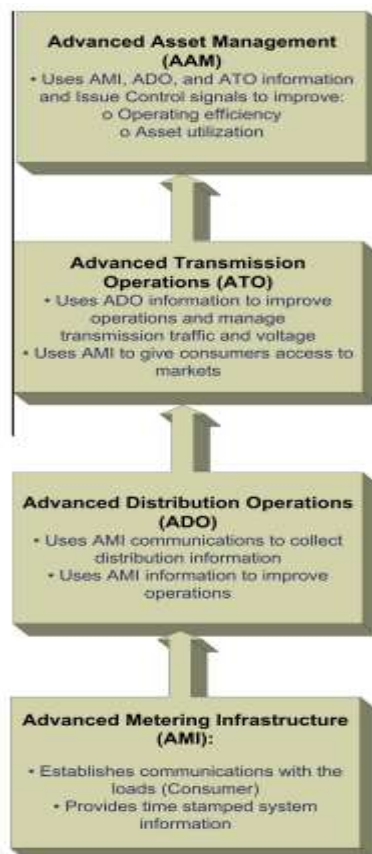 Advanced Asset Management
(AAM)
• Uses AMI, ADO, and ATO information
and Issue Control signals to improve:
o Operating efficiency
o Asset utilization
Advanced Transmission
Operations (ATO)
• Uses ADO information to improve
operations and manage
transmission traffic and voltage
• Uses AMI to give consumers access to
markets
Advanced Distribution Operations
(ADO)
• Uses AMI communications to collect
distribution information
• Uses AMI information to improve
operations
Advanced Metering Infrastructure
(AMI):
• Establishes communications with the
loads (Consumer)
• Provides time stamped system
information